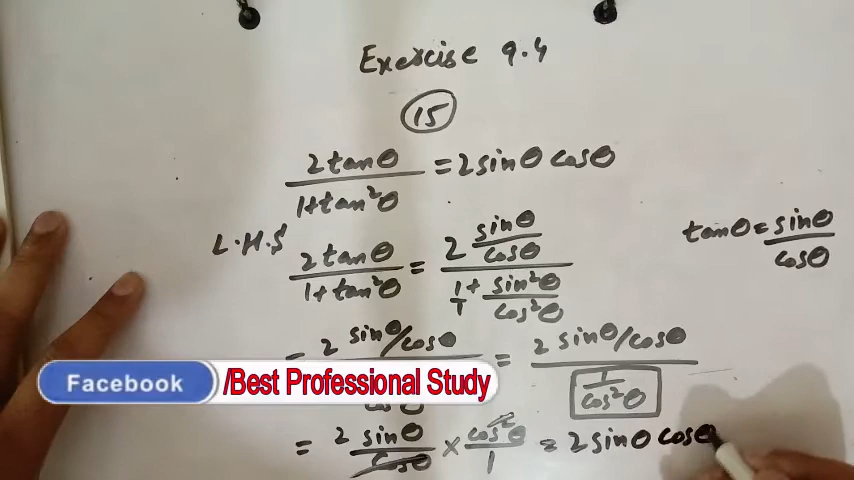 Exercise 9.4
15
2tanθ / 1+tan²θ = 2sinθ cosθ
L.H.S
2tanθ / 1+tan²θ = 2 sinθ/cosθ / 1/1 + sin²θ/cos²θ
tanθ = sinθ/cosθ
= 2 sinθ/cosθ = 2 sinθ/cosθ / 1/cos²θ
Facebook /Best Professional Study
= 2 sinθ/cosθ × cos²θ/1 = 2sinθ cosθ